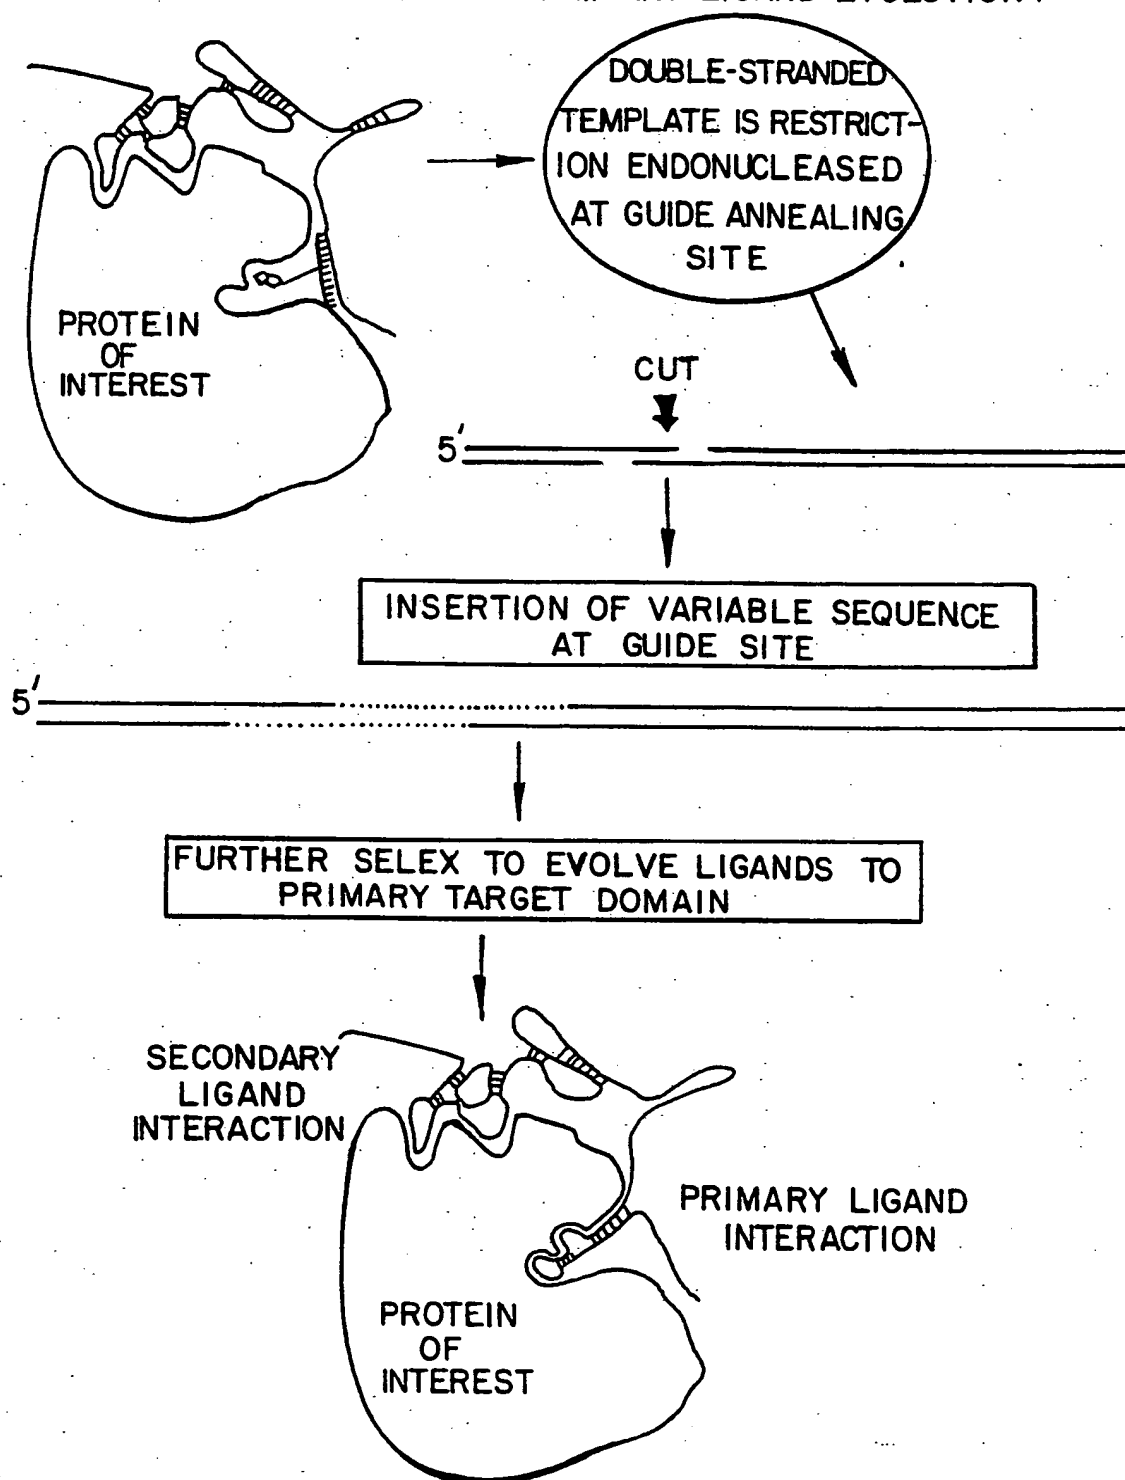 LIGAND EVOLUTION
DOUBLE-STRANDED
TEMPLATE IS RESTRICT-
ION ENDONUCLEASED
AT GUIDE ANNEALING
SITE
PROTEIN
OF
INTEREST
CUT
5'
INSERTION OF VARIABLE SEQUENCE
AT GUIDE SITE
5'
FURTHER SELEX TO EVOLVE LIGANDS TO
PRIMARY TARGET DOMAIN
SECONDARY
LIGAND
INTERACTION
PRIMARY LIGAND
INTERACTION
PROTEIN
OF
INTEREST